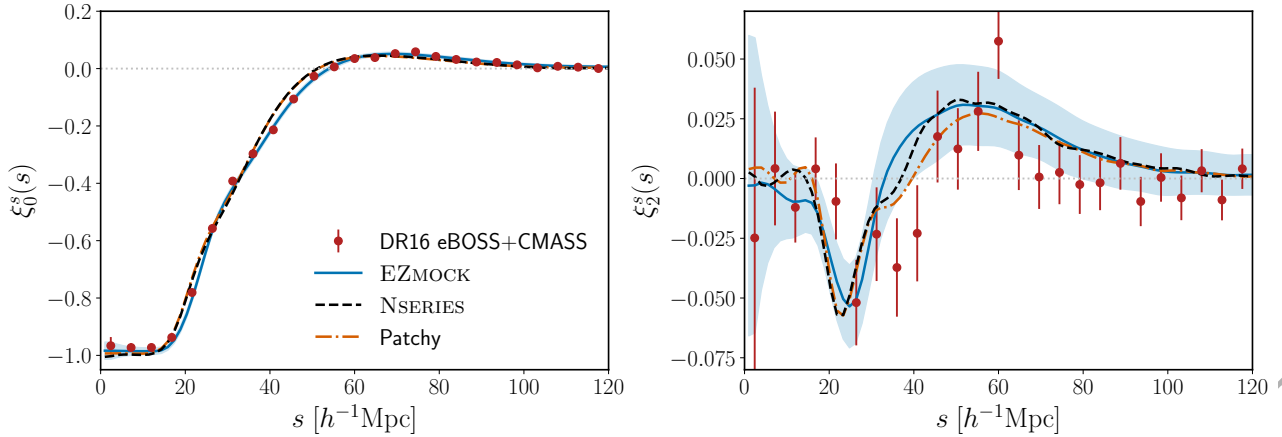 0.2
0.0
−0.2
−0.4
−0.6
−0.8
−1.0
ξ₀ˢ(s)
DR16 eBOSS+CMASS
EZMOCK
NSERIES
Patchy
0 20 40 60 80 100 120
s [h⁻¹Mpc]
0.050
0.025
0.000
−0.025
−0.050
−0.075
ξ₂ˢ(s)
0 20 40 60 80 100 120
s [h⁻¹Mpc]